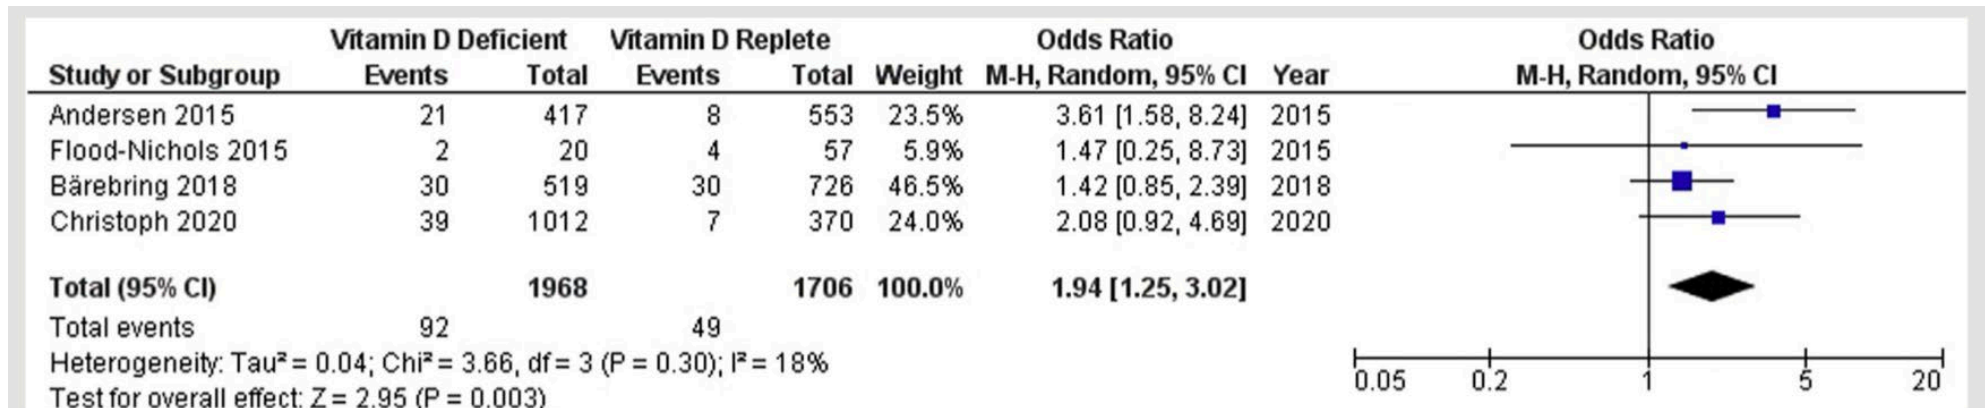 Vitamin D Deficient Vitamin D Replete Odds Ratio Odds Ratio
Study or Subgroup Events Total Events Total Weight M-H, Random, 95% CI Year M-H, Random, 95% CI
Andersen 2015 21 417 8 553 23.5% 3.61 [1.58, 8.24] 2015
Flood-Nichols 2015 2 20 4 57 5.9% 1.47 [0.25, 8.73] 2015
Bärebring 2018 30 519 30 726 46.5% 1.42 [0.85, 2.39] 2018
Christoph 2020 39 1012 7 370 24.0% 2.08 [0.92, 4.69] 2020
Total (95% CI) 1968 1706 100.0% 1.94 [1.25, 3.02]
Total events 92 49
Heterogeneity: Tau² = 0.04; Chi² = 3.66, df = 3 (P = 0.30); I² = 18%
Test for overall effect: Z = 2.95 (P = 0.003)
0.05 0.2 1 5 20